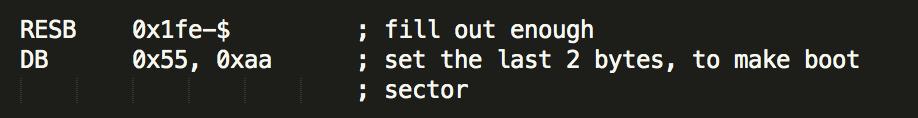 RESB    0x1fe-$         ; fill out enough
DB      0x55, 0xaa      ; set the last 2 bytes, to make boot
                        ; sector